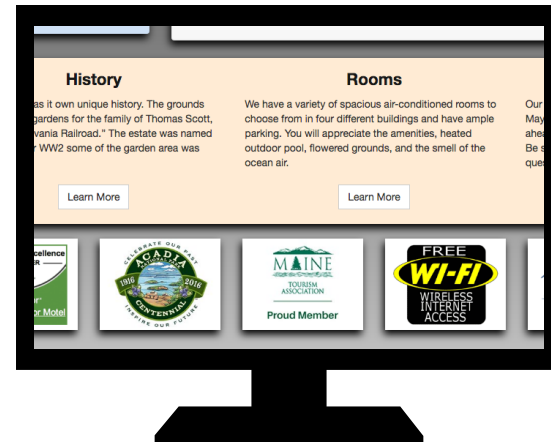 History
as it own unique history. The grounds
gardens for the family of Thomas Scott,
vania Railroad." The estate was named
WW2 some of the garden area was
Learn More
Rooms
We have a variety of spacious air-conditioned rooms to
choose from in four different buildings and have ample
parking. You will appreciate the amenities, heated
outdoor pool, flowered grounds, and the smell of the
ocean air.
Learn More
Our
May
Be
xcellence
Motel
CELEBRATE OUR PAST
ACADIA
NATIONAL PARK
1916 2016
CENTENNIAL
INSPIRE OUR FUTURE
MAINE
TOURISM
ASSOCIATION
Proud Member
FREE
WI-FI
WIRELESS
INTERNET
ACCESS